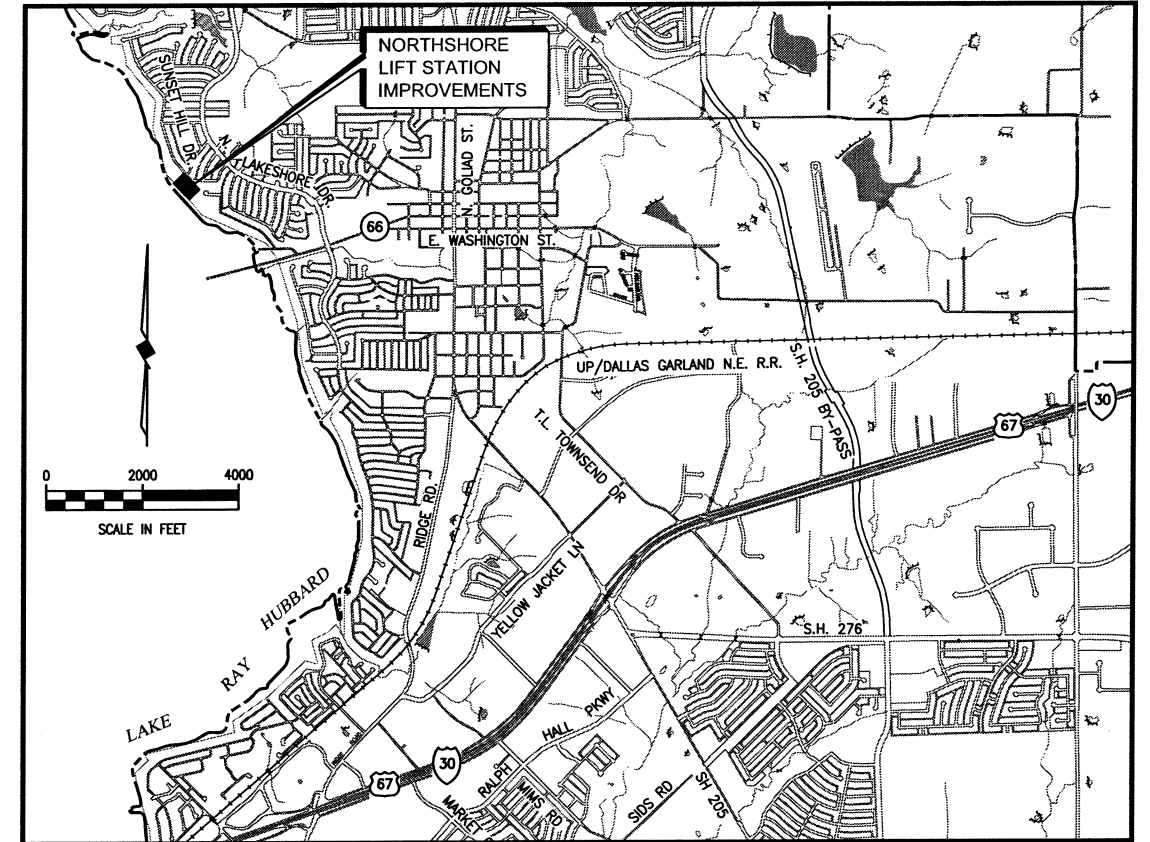 NORTHSHORE
LIFT STATION
IMPROVEMENTS
SUNSET HILL DR.
N. LAKESHORE DR.
N. GOLIAD ST.
66
E. WASHINGTON ST.
UP/DALLAS GARLAND N.E. R.R.
S.H. 205 BY-PASS
30
67
T.L. TOWNSEND DR
0 2000 4000
SCALE IN FEET
RIDGE RD.
YELLOW JACKET LN
LAKE RAY HUBBARD
S.H. 276
RALPH HALL PKWY
30
67
MIMS RD
MARKET
SIDS RD
SH 205